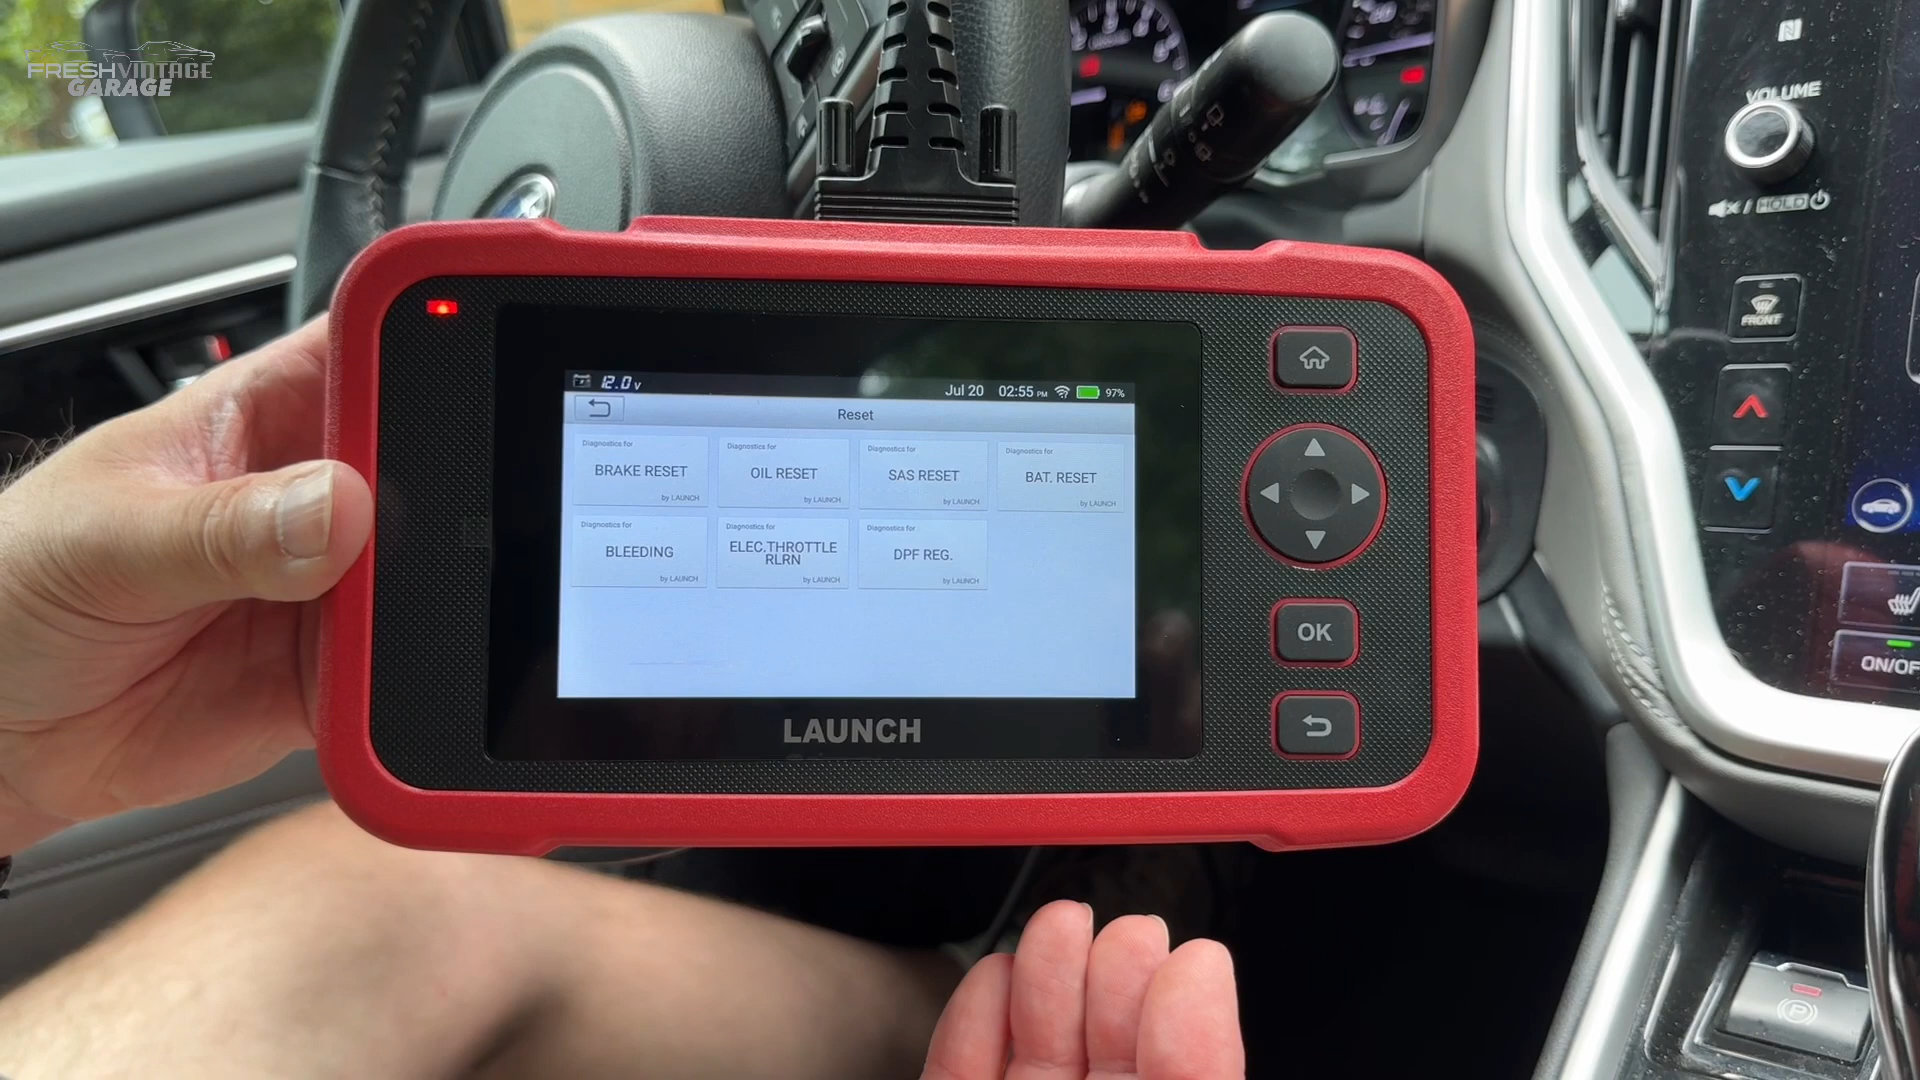 FRESHVINTAGE
GARAGE
VOLUME
/ HOLD
FRONT
12.0 v
Jul 20 02:55 PM 97%
Reset
Diagnostics for
BRAKE RESET
by LAUNCH
Diagnostics for
OIL RESET
by LAUNCH
Diagnostics for
SAS RESET
by LAUNCH
Diagnostics for
BAT. RESET
by LAUNCH
Diagnostics for
BLEEDING
by LAUNCH
Diagnostics for
ELEC.THROTTLE
RLRN
by LAUNCH
Diagnostics for
DPF REG.
by LAUNCH
LAUNCH
OK
ON/OF
P